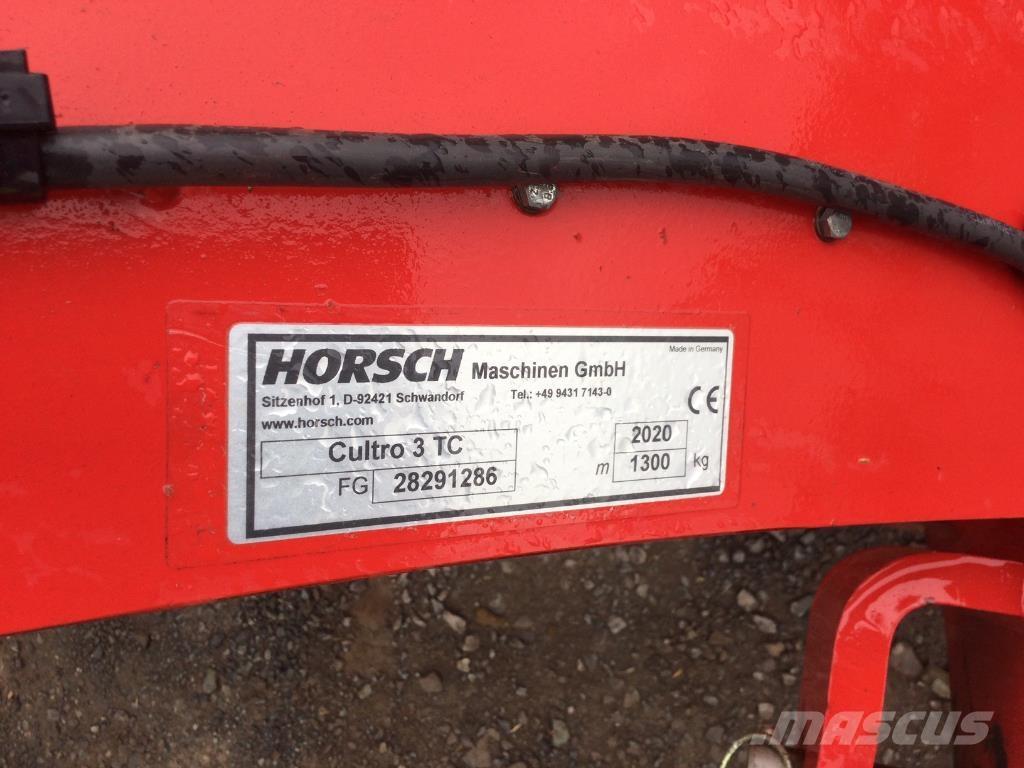 Made in Germany
HORSCH Maschinen GmbH
Sitzenhof 1, D-92421 Schwandorf Tel.: +49 9431 7143-0
www.horsch.com
CE
Cultro 3 TC 2020
FG 28291286 m 1300 kg
MASCUS